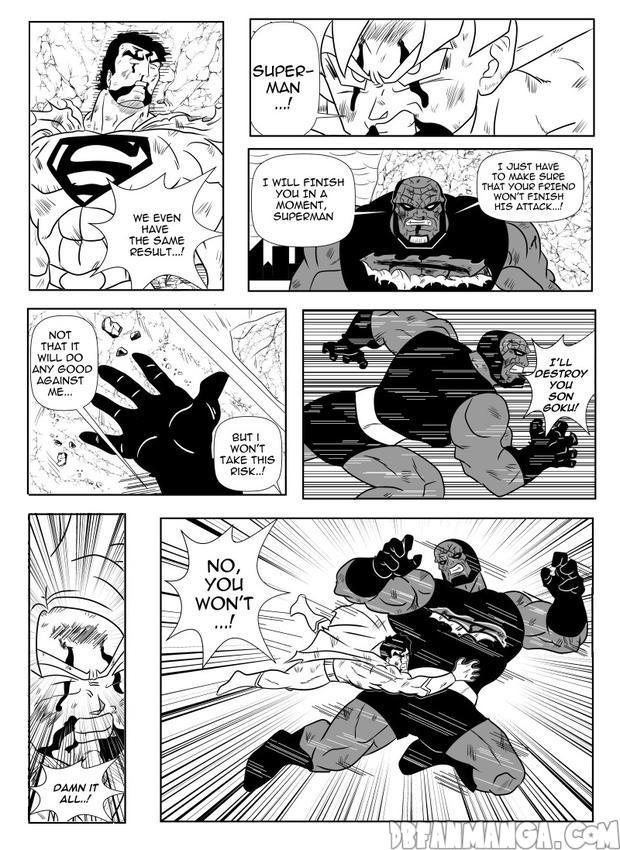 WE EVEN
HAVE
THE SAME
RESULT...!
SUPER-
MAN
...!
I WILL FINISH
YOU IN A
MOMENT,
SUPERMAN
I JUST HAVE
TO MAKE SURE
THAT YOUR FRIEND
WON'T FINISH
HIS ATTACK...!
NOT
THAT IT
WILL DO
ANY GOOD
AGAINST
ME...
BUT I
WON'T
TAKE THIS
RISK..!
I'LL
DESTROY
YOU
SON
GOKU!
DAMN IT
ALL..!
NO,
YOU
WON'T
...!
DBFANMANGA.COM